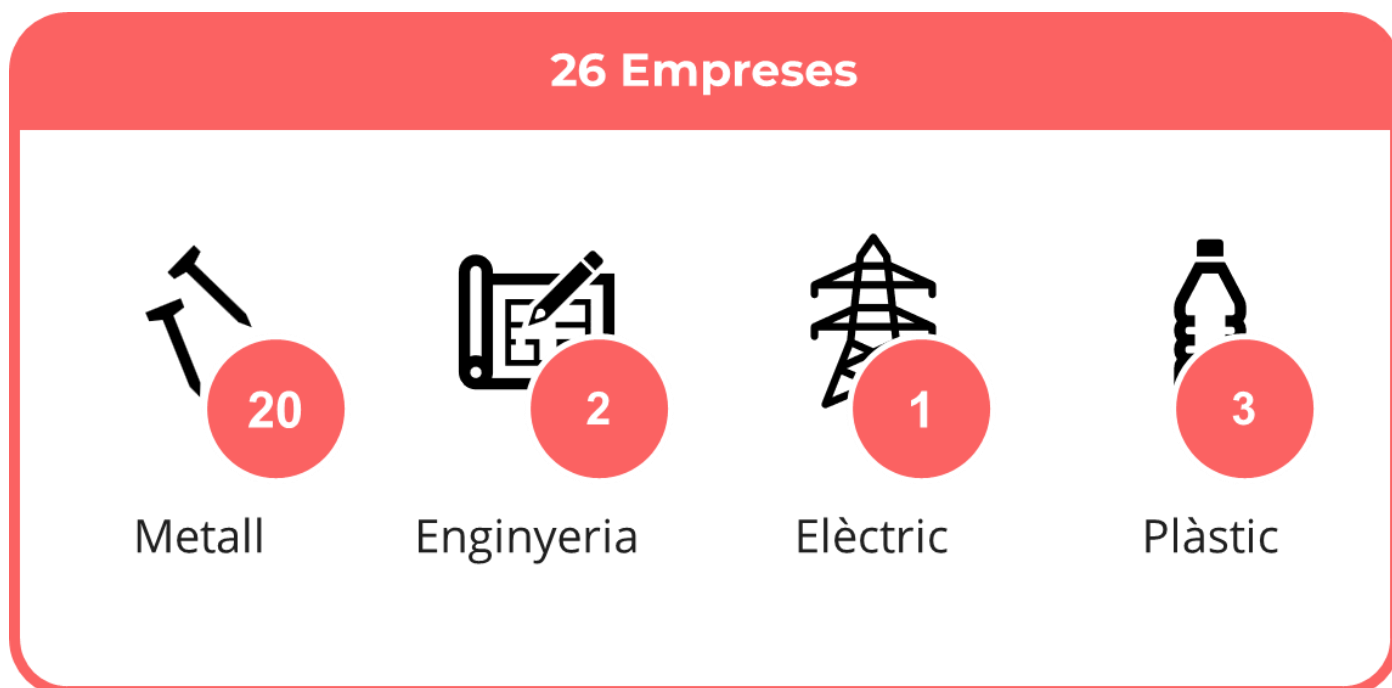 26 Empreses
20
2
1
3
Metall
Enginyeria
Elèctric
Plàstic